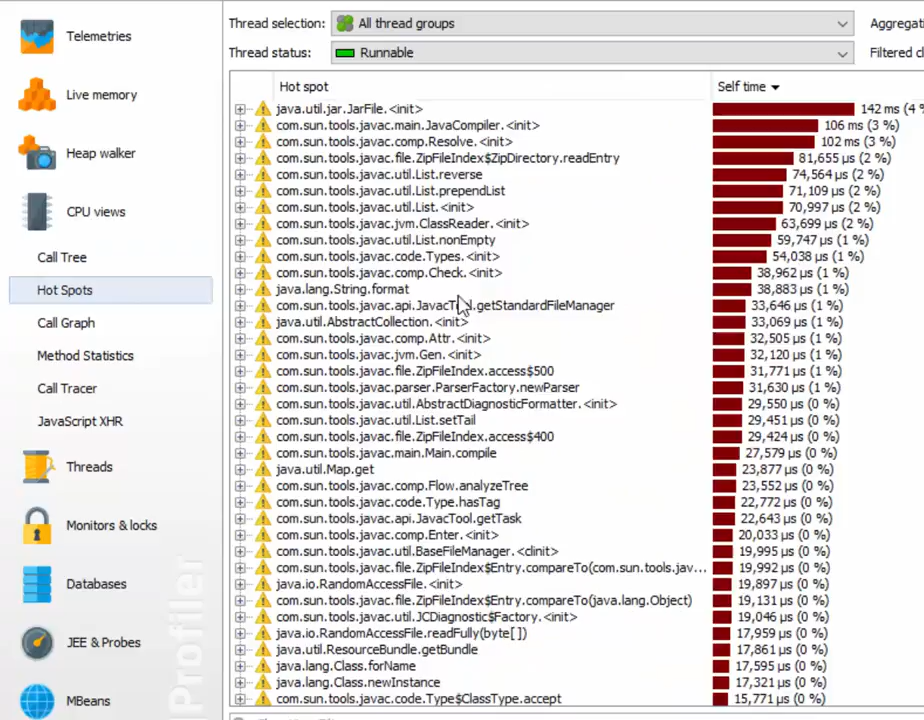 Telemetries
Live memory
Heap walker
CPU views
Call Tree
Hot Spots
Call Graph
Method Statistics
Call Tracer
JavaScript XHR
Threads
Monitors & locks
Databases
JEE & Probes
MBeans
Profiler
Thread selection: All thread groups Aggregati
Thread status: Runnable Filtered cl
Hot spot Self time
java.util.jar.JarFile.<init> 142 ms (4 %
com.sun.tools.javac.main.JavaCompiler.<init> 106 ms (3 %)
com.sun.tools.javac.comp.Resolve.<init> 102 ms (3 %)
com.sun.tools.javac.file.ZipFileIndex$ZipDirectory.readEntry 81,655 µs (2 %)
com.sun.tools.javac.util.List.reverse 74,564 µs (2 %)
com.sun.tools.javac.util.List.prependList 71,109 µs (2 %)
com.sun.tools.javac.util.List.<init> 70,997 µs (2 %)
com.sun.tools.javac.jvm.ClassReader.<init> 63,699 µs (2 %)
com.sun.tools.javac.util.List.nonEmpty 59,747 µs (1 %)
com.sun.tools.javac.code.Types.<init> 54,038 µs (1 %)
com.sun.tools.javac.comp.Check.<init> 38,962 µs (1 %)
java.lang.String.format 38,883 µs (1 %)
com.sun.tools.javac.api.JavacTool.getStandardFileManager 33,646 µs (1 %)
java.util.AbstractCollection.<init> 33,069 µs (1 %)
com.sun.tools.javac.comp.Attr.<init> 32,505 µs (1 %)
com.sun.tools.javac.jvm.Gen.<init> 32,120 µs (1 %)
com.sun.tools.javac.file.ZipFileIndex.access$500 31,771 µs (1 %)
com.sun.tools.javac.parser.ParserFactory.newParser 31,630 µs (1 %)
com.sun.tools.javac.util.AbstractDiagnosticFormatter.<init> 29,550 µs (0 %)
com.sun.tools.javac.util.List.setTail 29,451 µs (0 %)
com.sun.tools.javac.file.ZipFileIndex.access$400 29,424 µs (0 %)
com.sun.tools.javac.main.Main.compile 27,579 µs (0 %)
java.util.Map.get 23,877 µs (0 %)
com.sun.tools.javac.comp.Flow.analyzeTree 23,552 µs (0 %)
com.sun.tools.javac.code.Type.hasTag 22,772 µs (0 %)
com.sun.tools.javac.api.JavacTool.getTask 22,643 µs (0 %)
com.sun.tools.javac.comp.Enter.<init> 20,033 µs (0 %)
com.sun.tools.javac.util.BaseFileManager.<clinit> 19,995 µs (0 %)
com.sun.tools.javac.file.ZipFileIndex$Entry.compareTo(com.sun.tools.jav... 19,992 µs (0 %)
java.io.RandomAccessFile.<init> 19,897 µs (0 %)
com.sun.tools.javac.file.ZipFileIndex$Entry.compareTo(java.lang.Object) 19,131 µs (0 %)
com.sun.tools.javac.util.JCDiagnostic$Factory.<init> 19,046 µs (0 %)
java.io.RandomAccessFile.readFully(byte[]) 17,959 µs (0 %)
java.util.ResourceBundle.getBundle 17,861 µs (0 %)
java.lang.Class.forName 17,595 µs (0 %)
java.lang.Class.newInstance 17,321 µs (0 %)
com.sun.tools.javac.code.Type$ClassType.accept 15,771 µs (0 %)